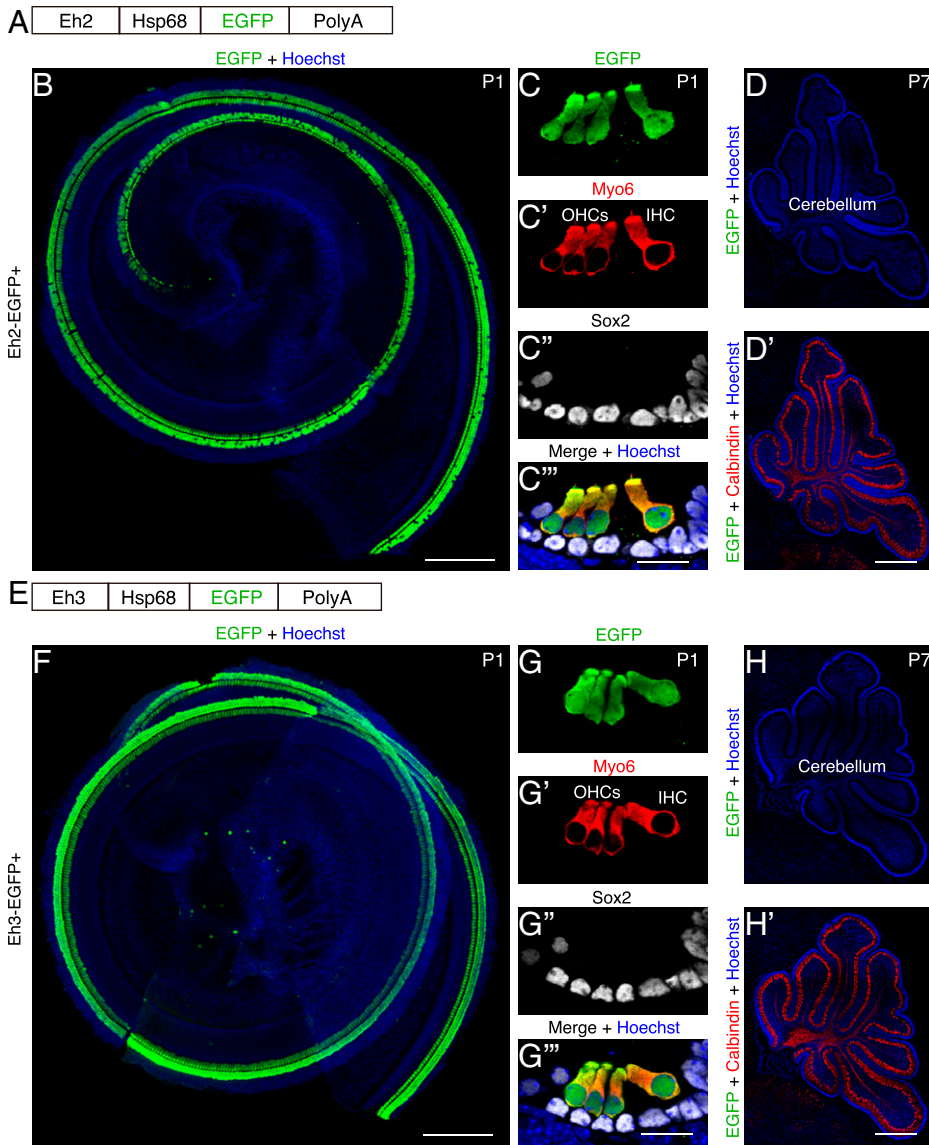 A Eh2 Hsp68 EGFP PolyA
EGFP + Hoechst
EGFP
Eh2-EGFP+
B P1
C P1
D P7
EGFP + Hoechst
Cerebellum
Myo6
C’ OHCs IHC
Sox2
C”
Merge + Hoechst
C”’
D’
EGFP + Calbindin + Hoechst
E Eh3 Hsp68 EGFP PolyA
EGFP + Hoechst
EGFP
Eh3-EGFP+
F P1
G P1
H P7
EGFP + Hoechst
Cerebellum
Myo6
G’ OHCs IHC
Sox2
G”
Merge + Hoechst
G”’
H’
EGFP + Calbindin + Hoechst